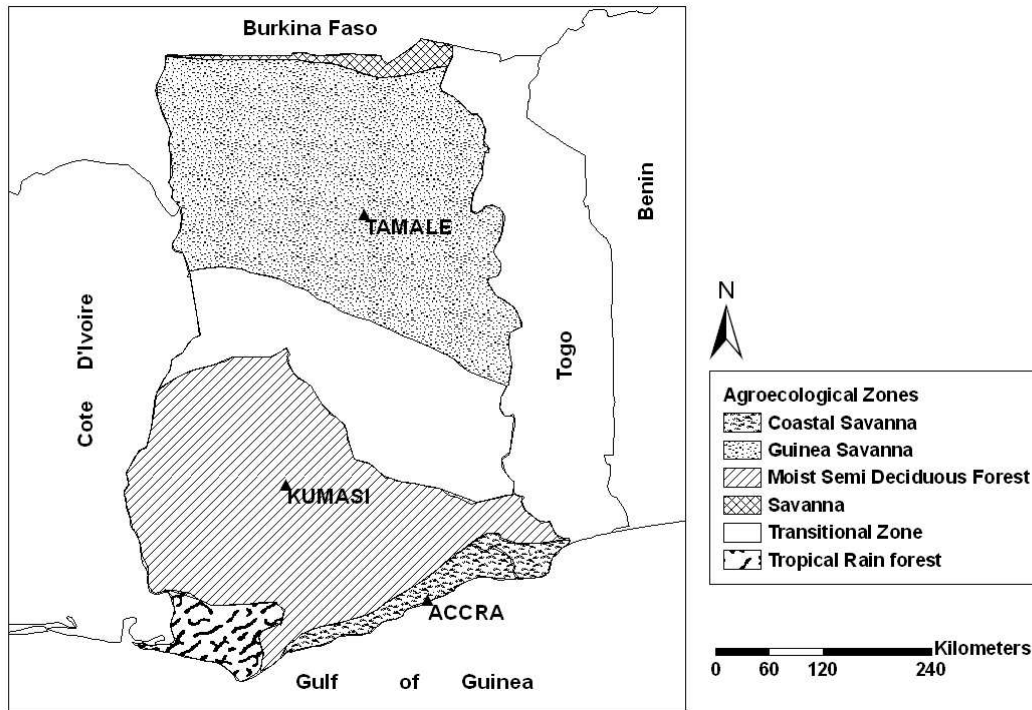 Burkina Faso
TAMALE
Benin
Cote D'Ivoire
Togo
KUMASI
ACCRA
Gulf of Guinea
N
Agroecological Zones
Coastal Savanna
Guinea Savanna
Moist Semi Deciduous Forest
Savanna
Transitional Zone
Tropical Rain forest
Kilometers
0 60 120 240